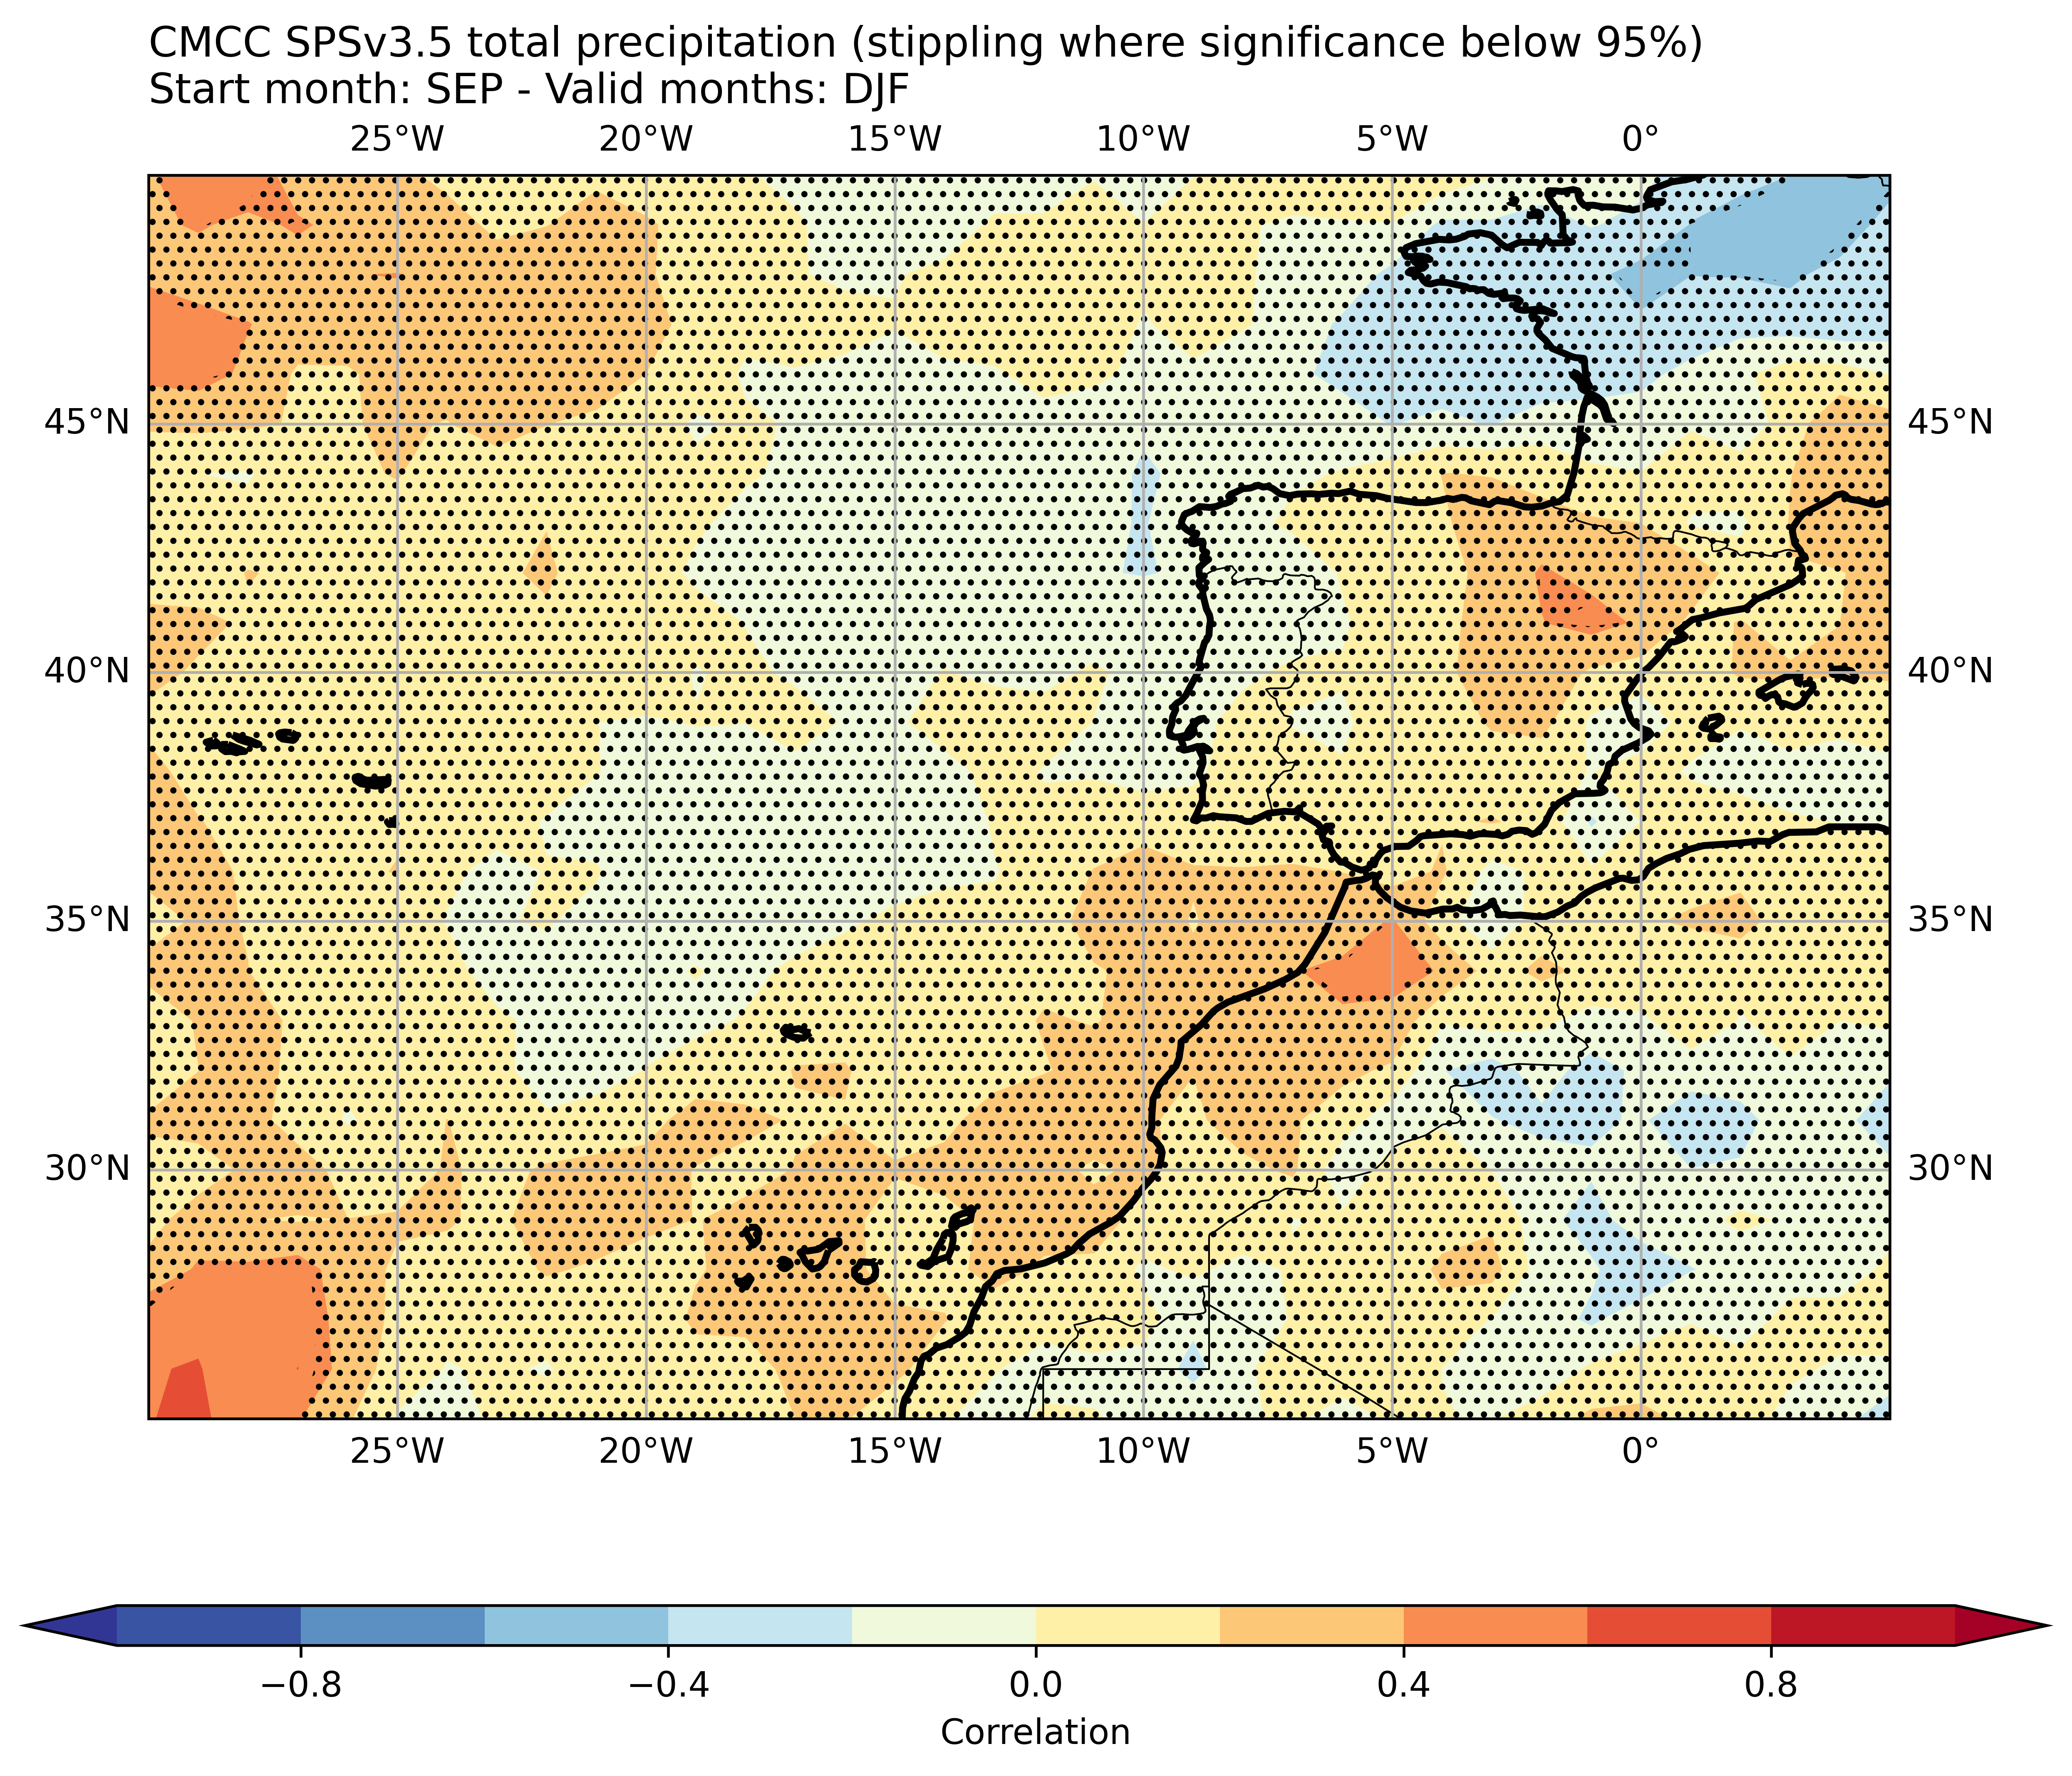 CMCC SPSv3.5 total precipitation (stippling where significance below 95%)
Start month: SEP - Valid months: DJF
25°W 20°W 15°W 10°W 5°W 0°
45°N 45°N
40°N 40°N
35°N 35°N
30°N 30°N
25°W 20°W 15°W 10°W 5°W 0°
−0.8 −0.4 0.0 0.4 0.8
Correlation